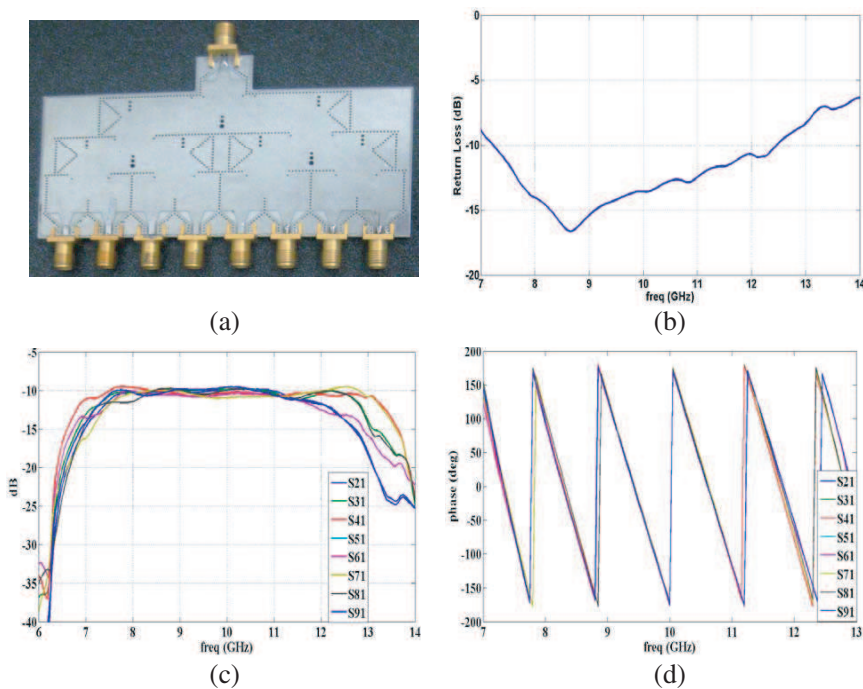 (a)
0
-5
-10
-15
-20
Return Loss (dB)
7 8 9 10 11 12 13 14
freq (GHz)
(b)
-5
-10
-15
-20
-25
-30
-35
-40
dB
S21
S31
S41
S51
S61
S71
S81
S91
6 7 8 9 10 11 12 13 14
freq (GHz)
(c)
200
150
100
50
0
-50
-100
-150
-200
phase (deg)
S21
S31
S41
S51
S61
S71
S81
S91
7 8 9 10 11 12 13
freq (GHz)
(d)